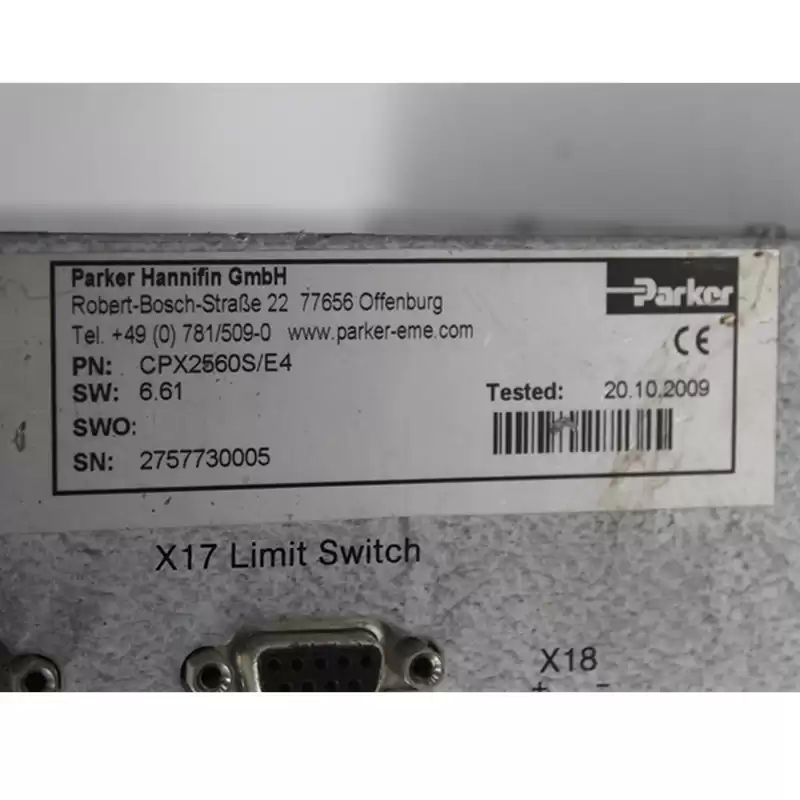 Parker Hannifin GmbH
Robert-Bosch-Straße 22 77656 Offenburg
Parker
Tel. +49 (0) 781/509-0 www.parker-eme.com
CE
PN: CPX2560S/E4
SW: 6.61
Tested: 20.10.2009
SWO:
SN: 2757730005
X17 Limit Switch
X18
+ −